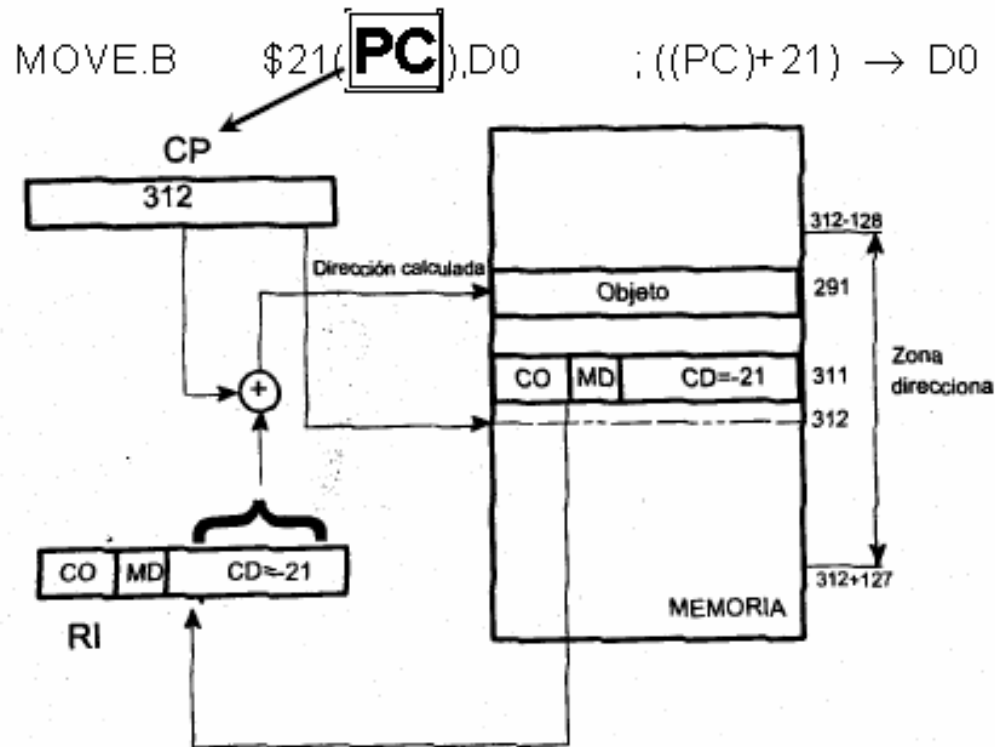 MOVE.B $21(PC),D0 ; ((PC)+21) → D0
CP
312
312-128
Dirección calculada
Objeto
291
CO MD CD=-21
311
Zona
direcciona
312
CO MD CD=-21
312+127
MEMORIA
RI